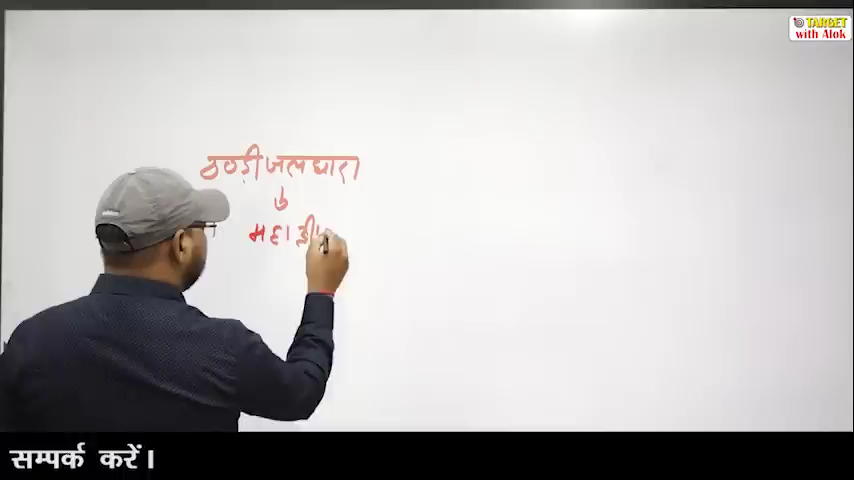 TARGET
with Alok
ठण्डी जलधारा
महाद्वीप
सम्पर्क करें।